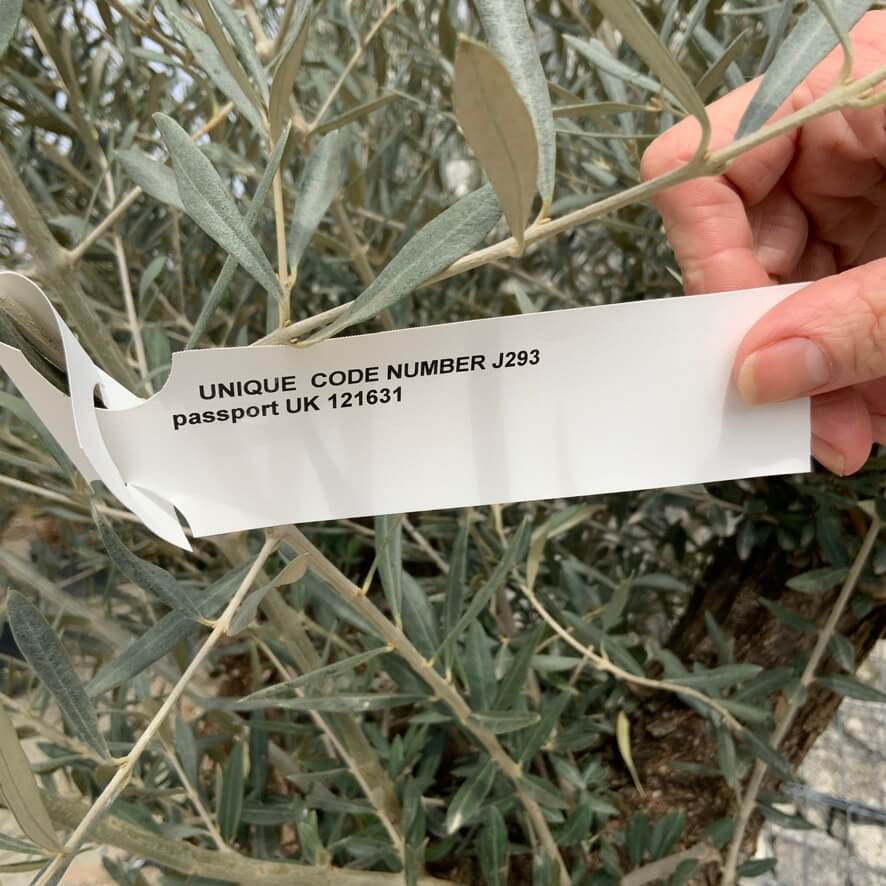 UNIQUE CODE NUMBER J293
passport UK 121631